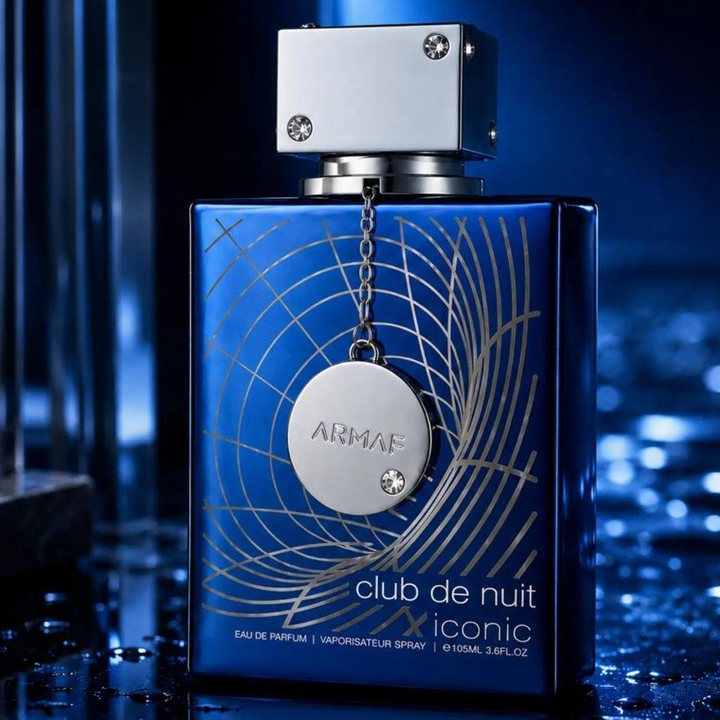 ARMAF
club de nuit
iconic
EAU DE PARFUM | VAPORISATEUR SPRAY | ℮105ML 3.6FL.OZ